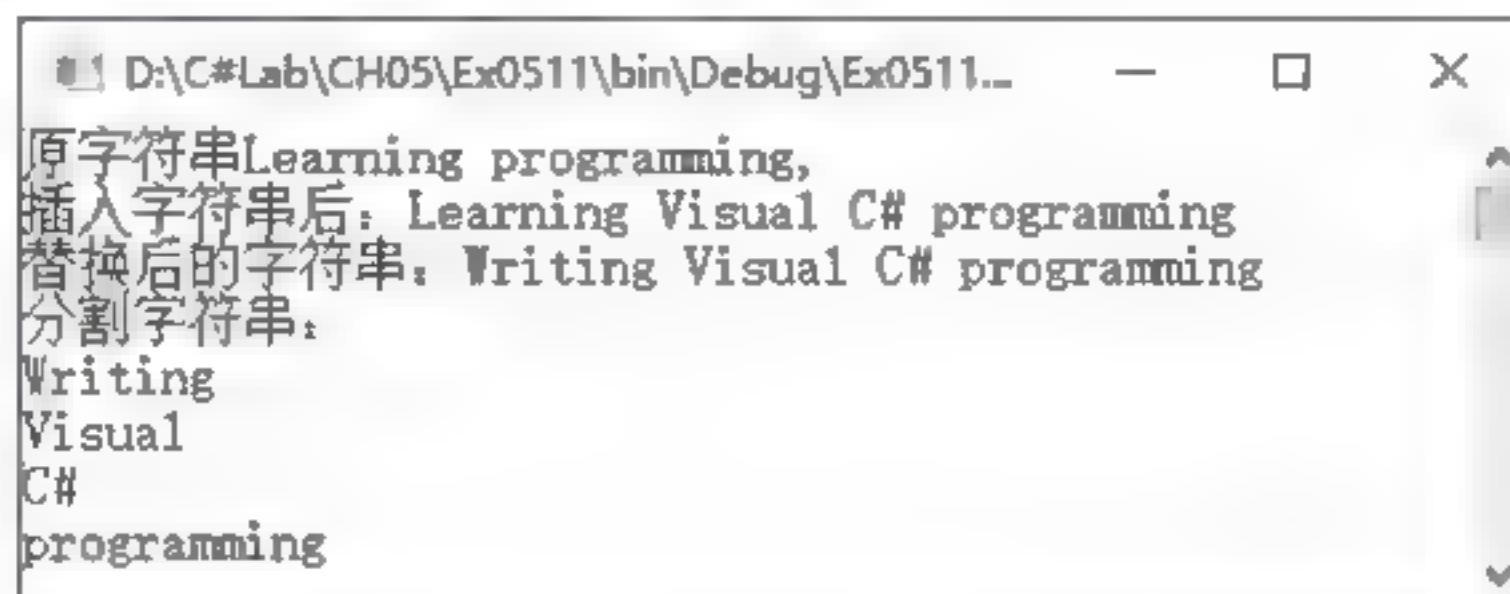 D:\C#Lab\CH05\Ex0511\bin\Debug\Ex0511...
原字符串Learning programming,
插入字符串后：Learning Visual C# programming
替换后的字符串：Writing Visual C# programming
分割字符串：
Writing
Visual
C#
programming